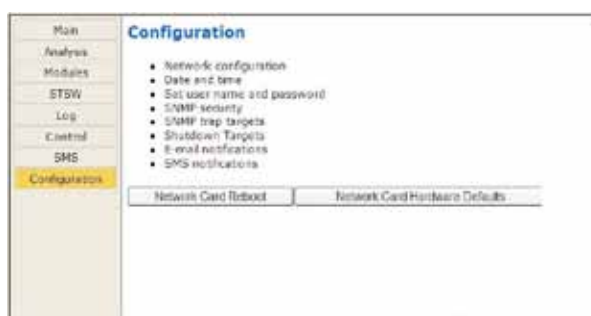 Main
Analysis
Modules
STSW
Log
Control
SMS
Configuration
Configuration
Network configuration
Date and time
Set user name and password
SNMP security
SNMP trap targets
Shutdown Targets
E-mail notifications
SMS notifications
Network Card Reboot
Network Card Hardware Defaults